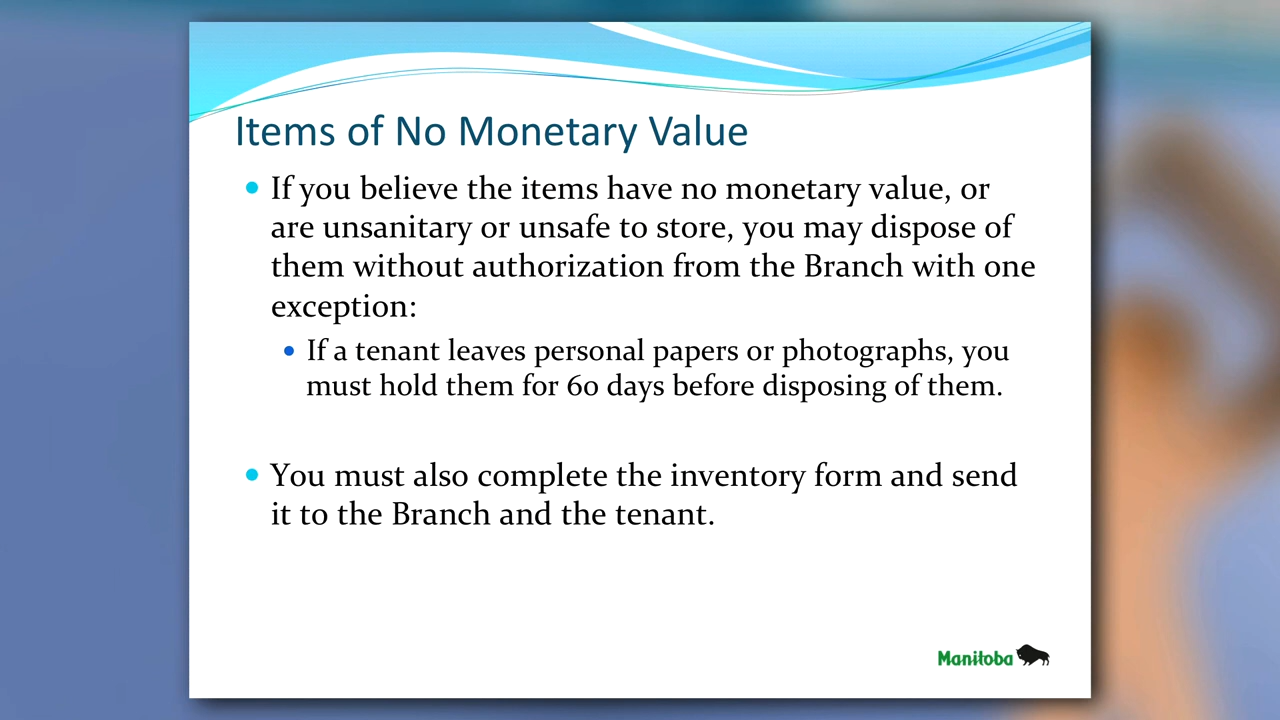 Items of No Monetary Value
If you believe the items have no monetary value, or
are unsanitary or unsafe to store, you may dispose of
them without authorization from the Branch with one
exception:
If a tenant leaves personal papers or photographs, you
must hold them for 60 days before disposing of them.
You must also complete the inventory form and send
it to the Branch and the tenant.
Manitoba